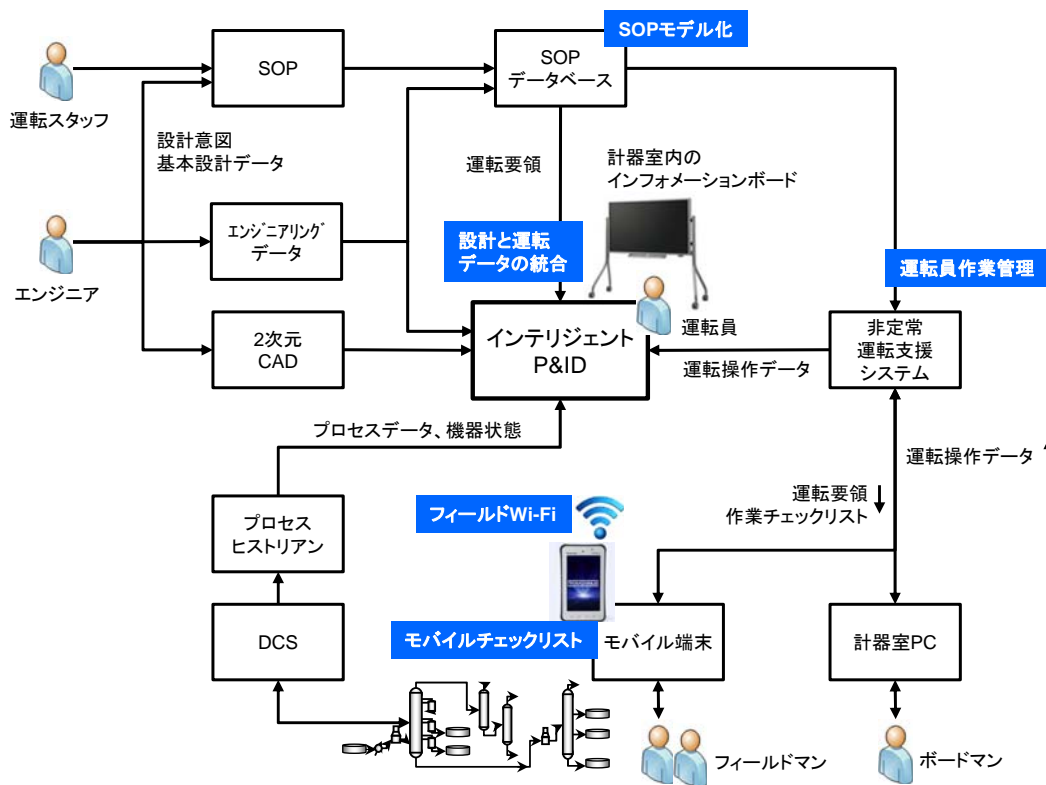 SOPモデル化
SOP
SOP
データベース
運転スタッフ
設計意図
基本設計データ
運転要領
計器室内の
インフォメーションボード
エンジニアリング
データ
設計と運転
データの統合
運転員作業管理
エンジニア
運転員
2次元
CAD
インテリジェント
P&ID
非定常
運転支援
システム
運転操作データ
プロセスデータ、機器状態
運転操作データ
運転要領
作業チェックリスト
フィールドWi-Fi
プロセス
ヒストリアン
DCS
モバイルチェックリスト
モバイル端末
計器室PC
フィールドマン
ボードマン